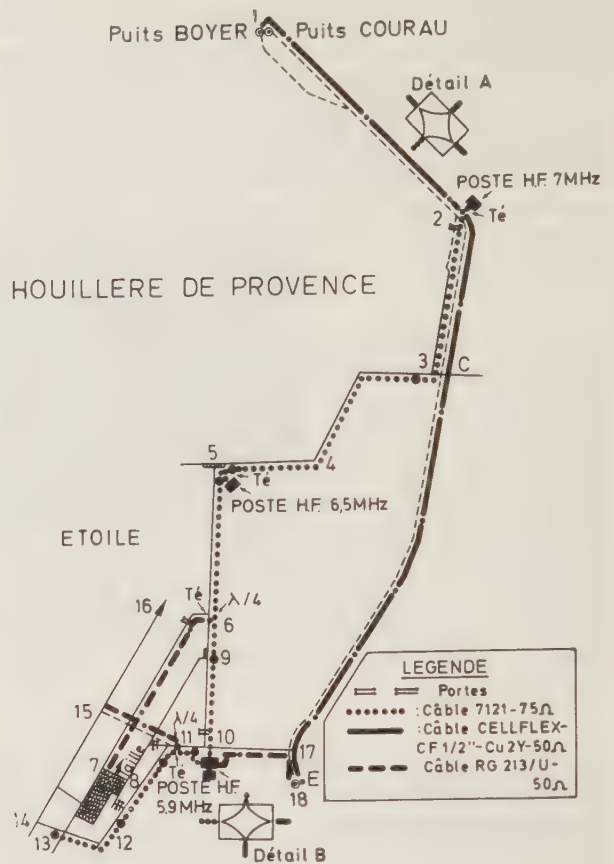 1
Puits BOYER Puits COURAU
Détail A
POSTE H.F. 7MHz
Té
2
HOUILLERE DE PROVENCE
3 C
5
4
Té
POSTE H.F. 6,5MHz
ETOILE
16
Té λ/4
6
9
15
λ/4
11 10
17
7
8
Té
POSTE H.F.
5,9 MHz
E
18
14
13
12
Détail B
LEGENDE
Portes
:Câble 7121-75Ω
:Câble CELLFLEX-
CF 1/2"-Cu2Y-50Ω
Câble RG 213/U-
50Ω